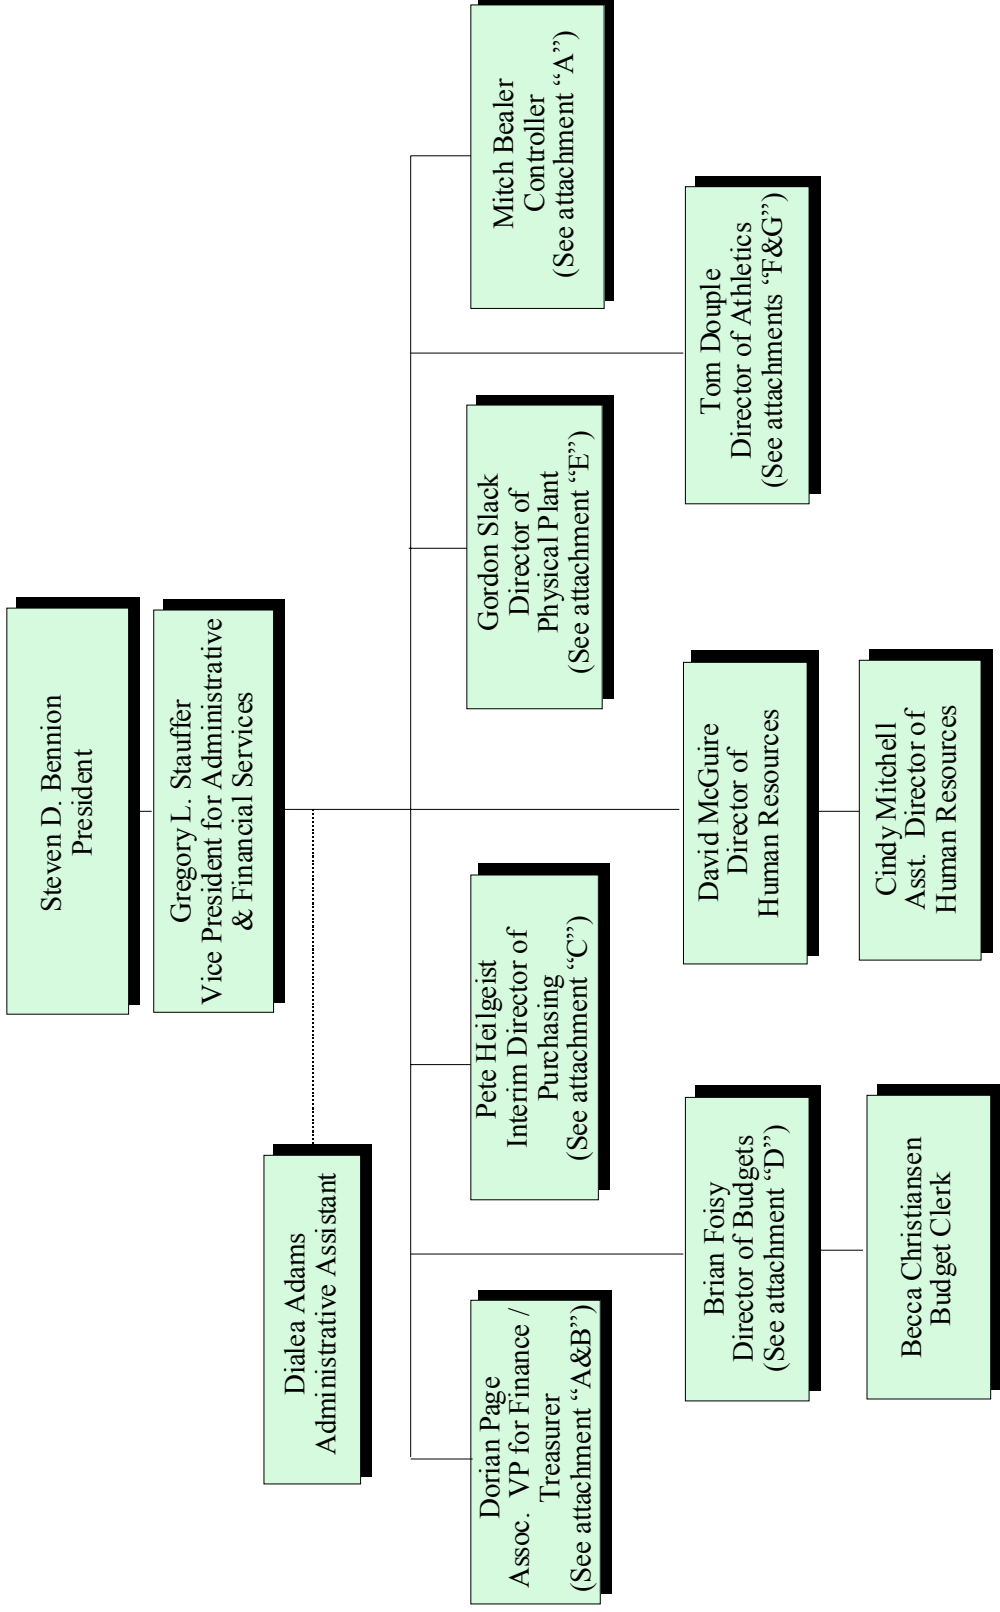 Steven D. Bennion
President
Gregory L. Stauffer
Vice President for Administrative
& Financial Services
Dialea Adams
Administrative Assistant
Dorian Page
Assoc. VP for Finance /
Treasurer
(See attachment “A&B”)
Pete Heilgeist
Interim Director of
Purchasing
(See attachment “C”)
Gordon Slack
Director of
Physical Plant
(See attachment “E”)
Mitch Bealer
Controller
(See attachment “A”)
Brian Foisy
Director of Budgets
(See attachment “D”)
David McGuire
Director of
Human Resources
Tom Douple
Director of Athletics
(See attachments “F&G”)
Becca Christiansen
Budget Clerk
Cindy Mitchell
Asst. Director of
Human Resources